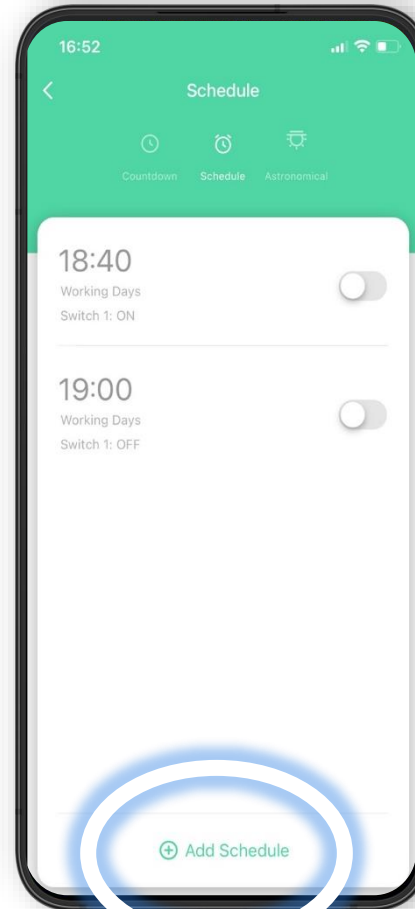 16:52
Schedule
Countdown Schedule Astronomical
18:40
Working Days
Switch 1: ON
19:00
Working Days
Switch 1: OFF
Add Schedule